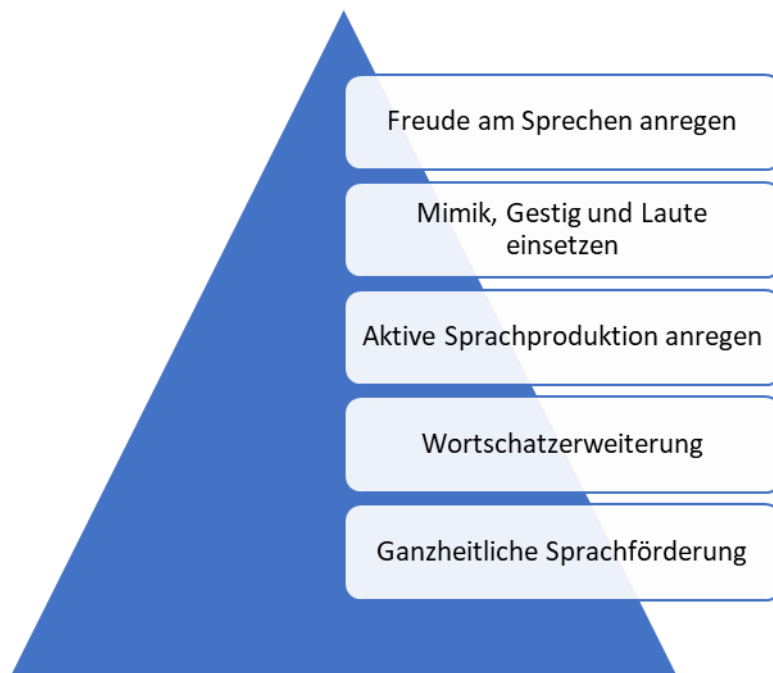 Freude am Sprechen anregen
Mimik, Gestig und Laute
einsetzen
Aktive Sprachproduktion anregen
Wortschatzerweiterung
Ganzheitliche Sprachförderung